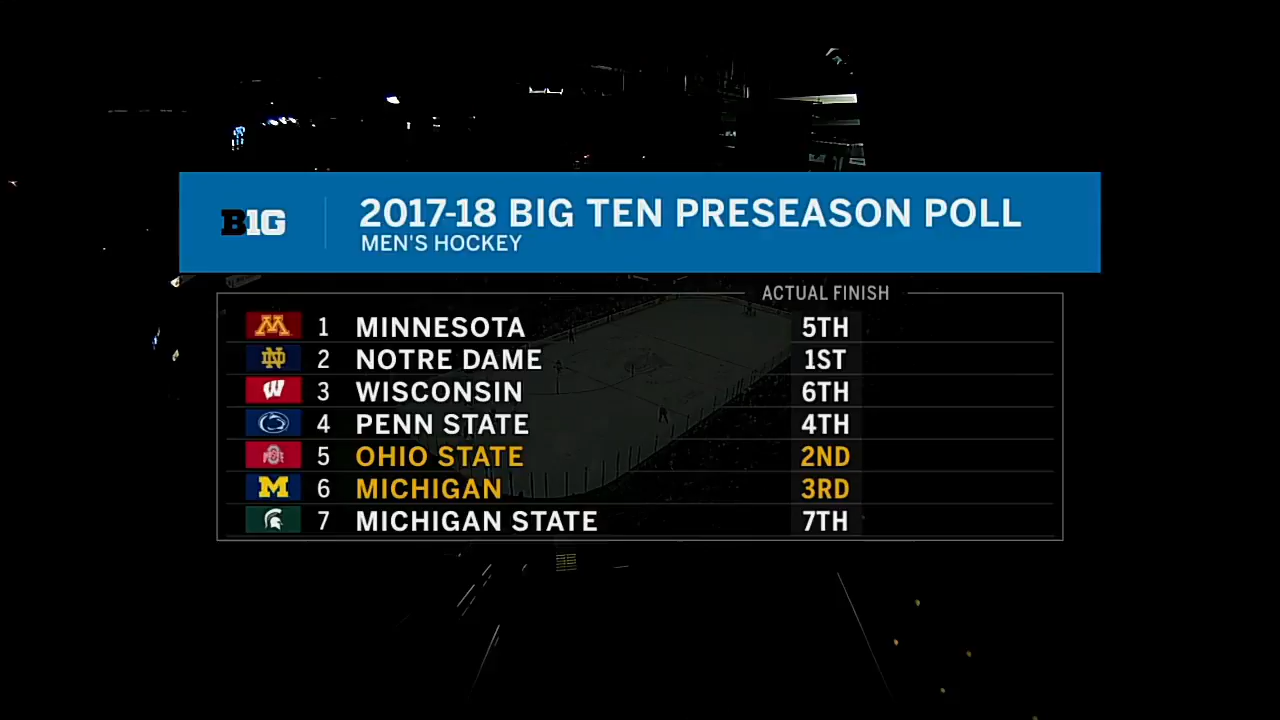 B1G
2017-18 BIG TEN PRESEASON POLL
MEN'S HOCKEY
ACTUAL FINISH
M 1 MINNESOTA 5TH
ND 2 NOTRE DAME 1ST
W 3 WISCONSIN 6TH
4 PENN STATE 4TH
5 OHIO STATE 2ND
M 6 MICHIGAN 3RD
7 MICHIGAN STATE 7TH